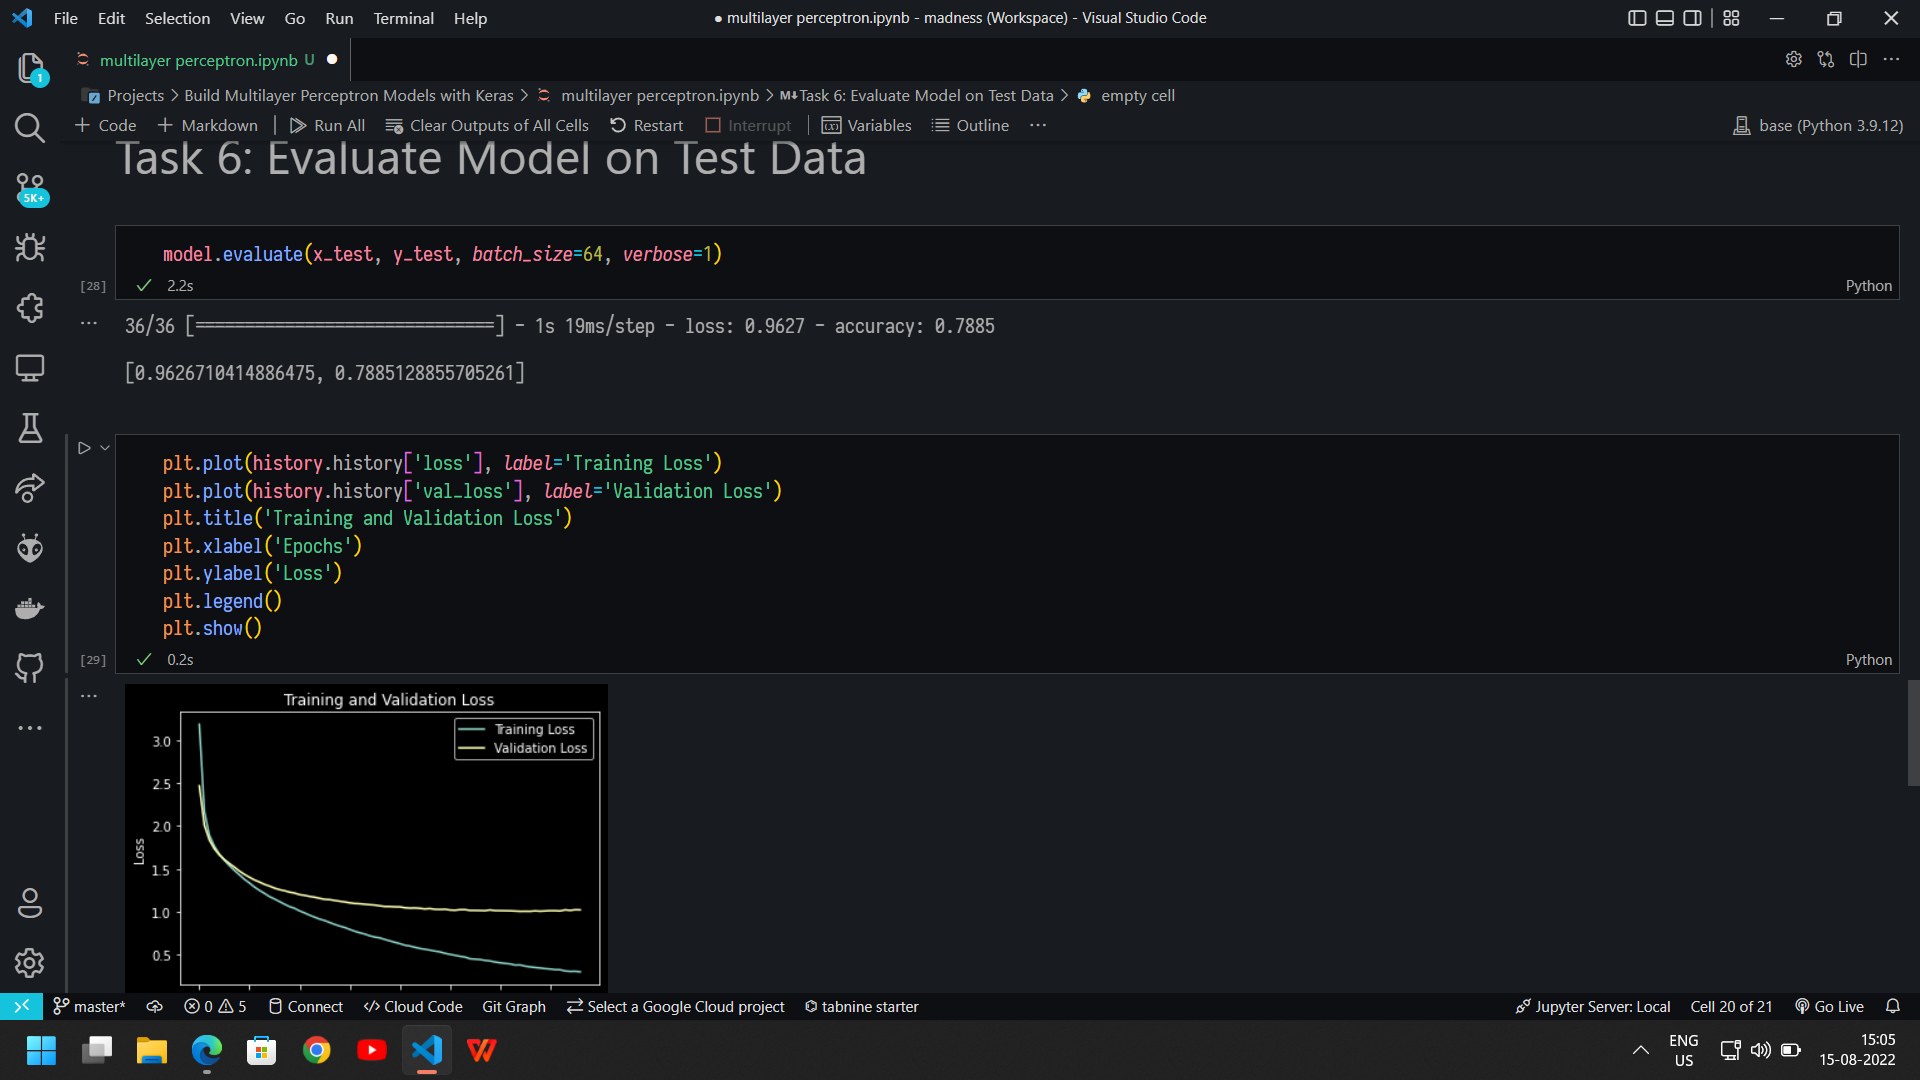 File Edit Selection View Go Run Terminal Help
● multilayer perceptron.ipynb - madness (Workspace) - Visual Studio Code
multilayer perceptron.ipynb U
Projects > Build Multilayer Perceptron Models with Keras > multilayer perceptron.ipynb > M↓Task 6: Evaluate Model on Test Data > empty cell
+ Code + Markdown Run All Clear Outputs of All Cells Restart Interrupt Variables Outline ...
base (Python 3.9.12)
1
5K+
Task 6: Evaluate Model on Test Data
model.evaluate(x_test, y_test, batch_size=64, verbose=1)
[28] ✓ 2.2s Python
36/36 [==============================] - 1s 19ms/step - loss: 0.9627 - accuracy: 0.7885
[0.9626710414886475, 0.7885128855705261]
plt.plot(history.history['loss'], label='Training Loss')
plt.plot(history.history['val_loss'], label='Validation Loss')
plt.title('Training and Validation Loss')
plt.xlabel('Epochs')
plt.ylabel('Loss')
plt.legend()
plt.show()
[29] ✓ 0.2s Python
Training and Validation Loss
Training Loss
Validation Loss
3.0
2.5
2.0
1.5
1.0
0.5
Loss
master* 0 5 Connect Cloud Code Git Graph Select a Google Cloud project tabnine starter
Jupyter Server: Local Cell 20 of 21 Go Live
ENG
US
15:05
15-08-2022